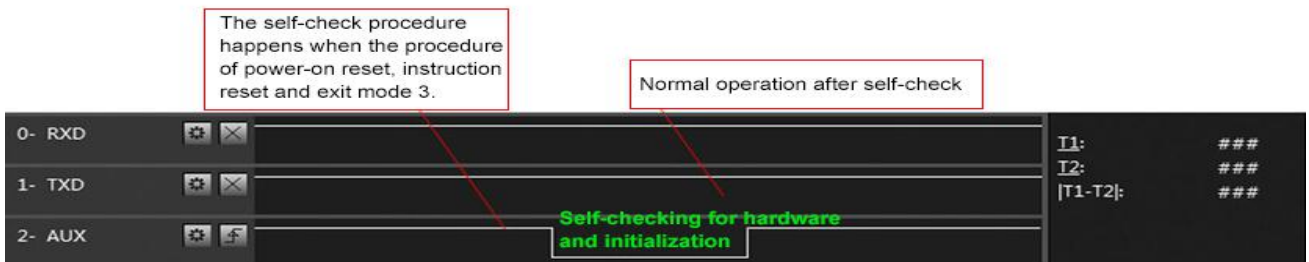 The self-check procedure
happens when the procedure
of power-on reset, instruction
reset and exit mode 3.
Normal operation after self-check
0- RXD
1- TXD
2- AUX
Self-checking for hardware
and initialization
T1: ###
T2: ###
|T1-T2|: ###